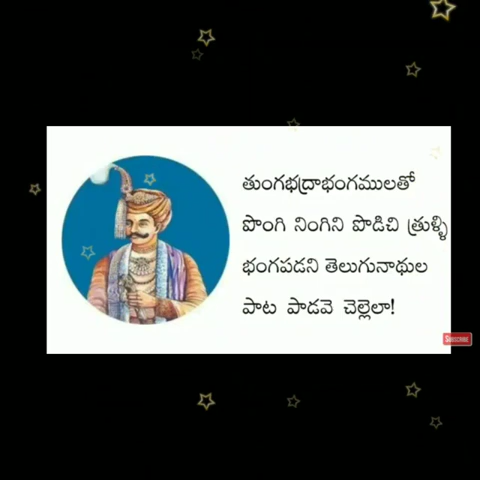 తుంగభద్రాభంగములతో
పొంగి నింగిని పొడిచి త్రుళ్ళి
భంగపడని తెలుగునాథుల
పాట పాడవె చెల్లెలా!
SUBSCRIBE